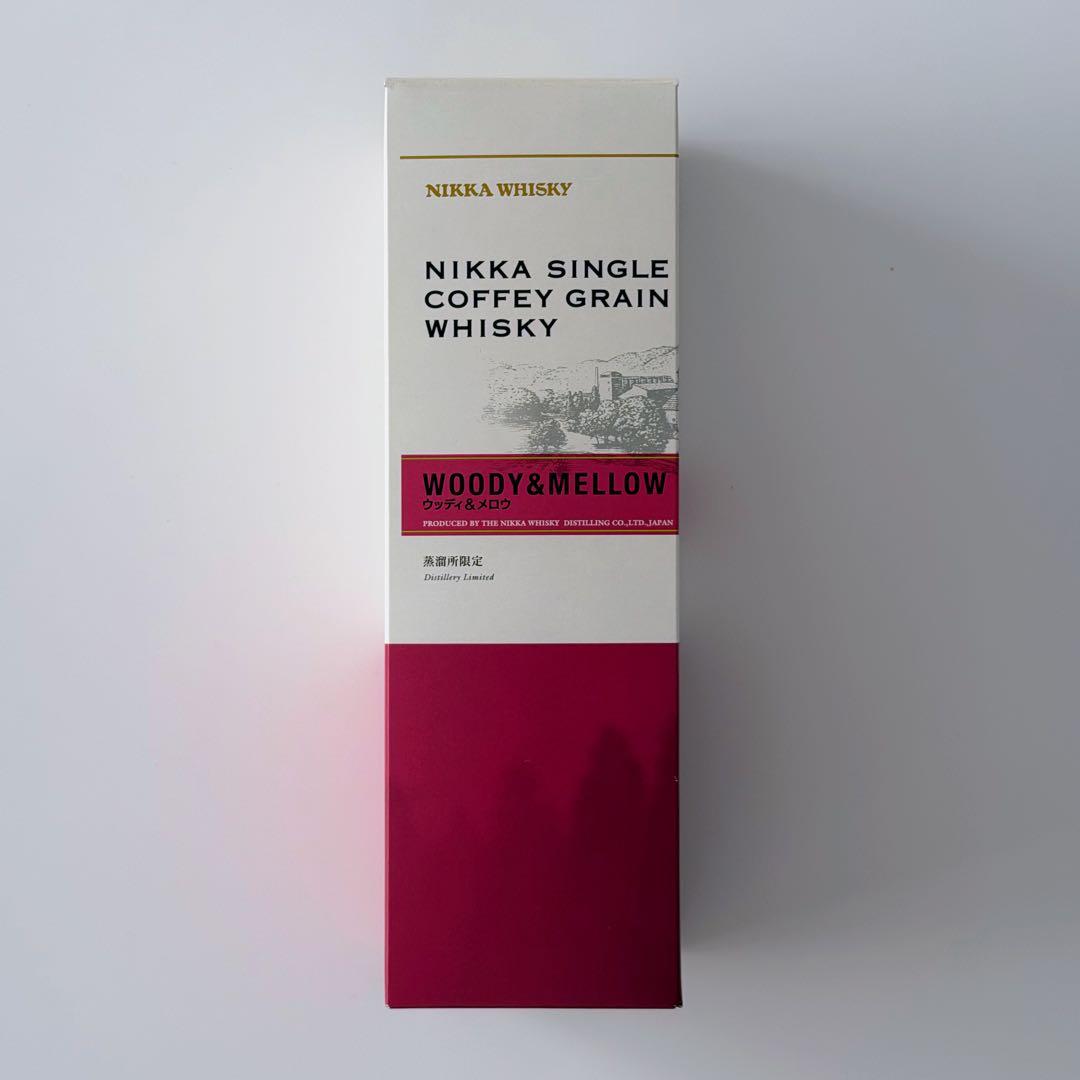 NIKKA WHISKY
NIKKA SINGLE
COFFEY GRAIN
WHISKY
WOODY&MELLOW
ウッディ&メロウ
PRODUCED BY THE NIKKA WHISKY DISTILLING CO.,LTD.,JAPAN
蒸溜所限定
Distillery Limited